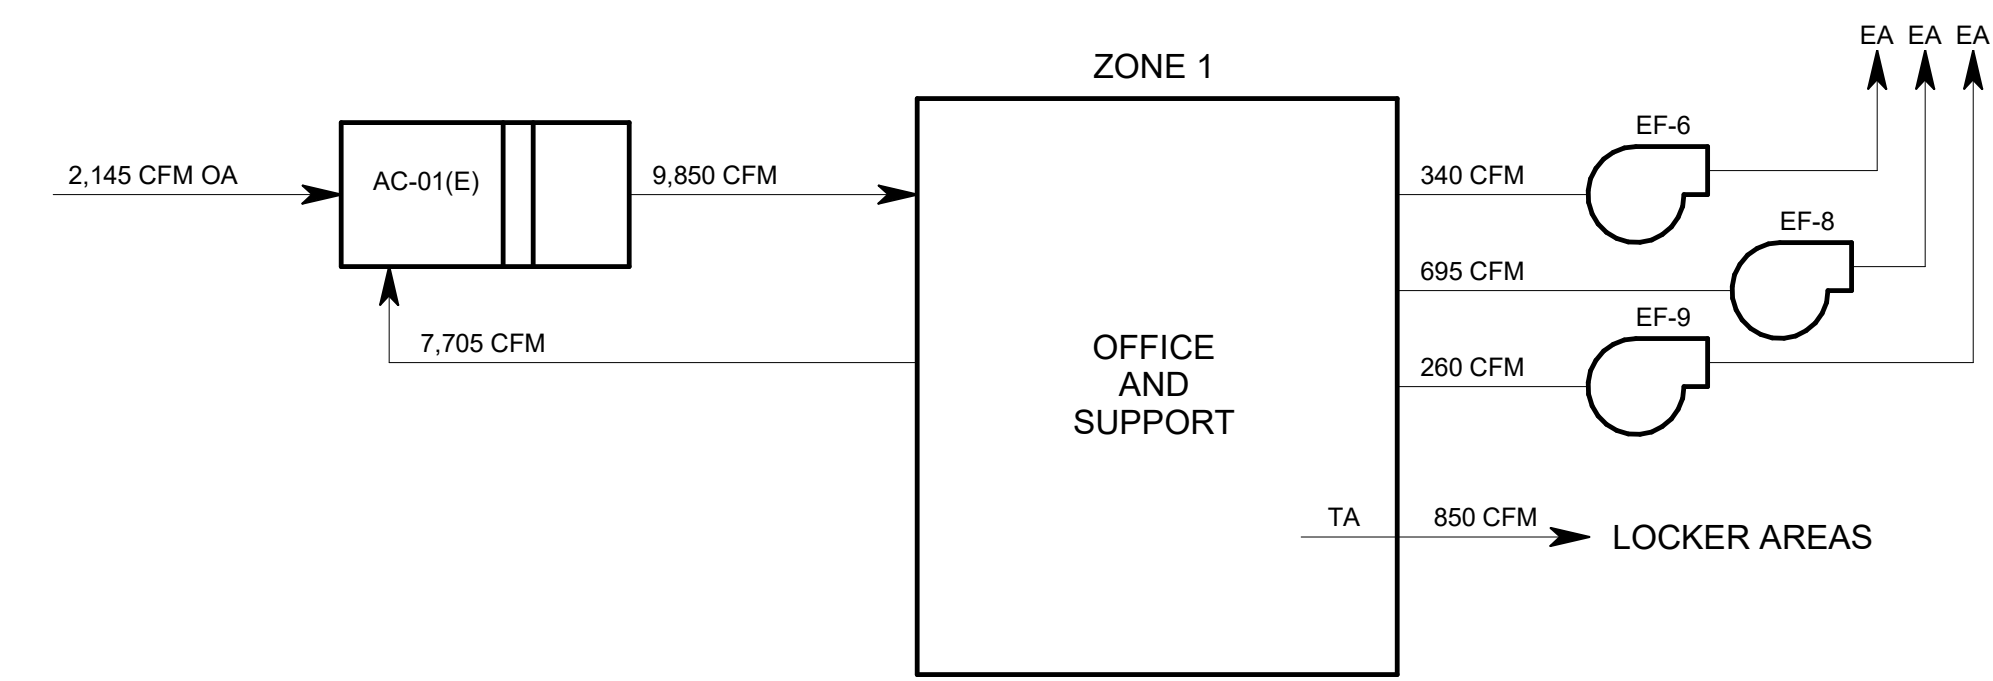 EA EA EA
ZONE 1
EF-6
2,145 CFM OA
AC-01(E)
9,850 CFM
340 CFM
EF-8
695 CFM
EF-9
7,705 CFM
260 CFM
OFFICE
AND
SUPPORT
TA
850 CFM
LOCKER AREAS